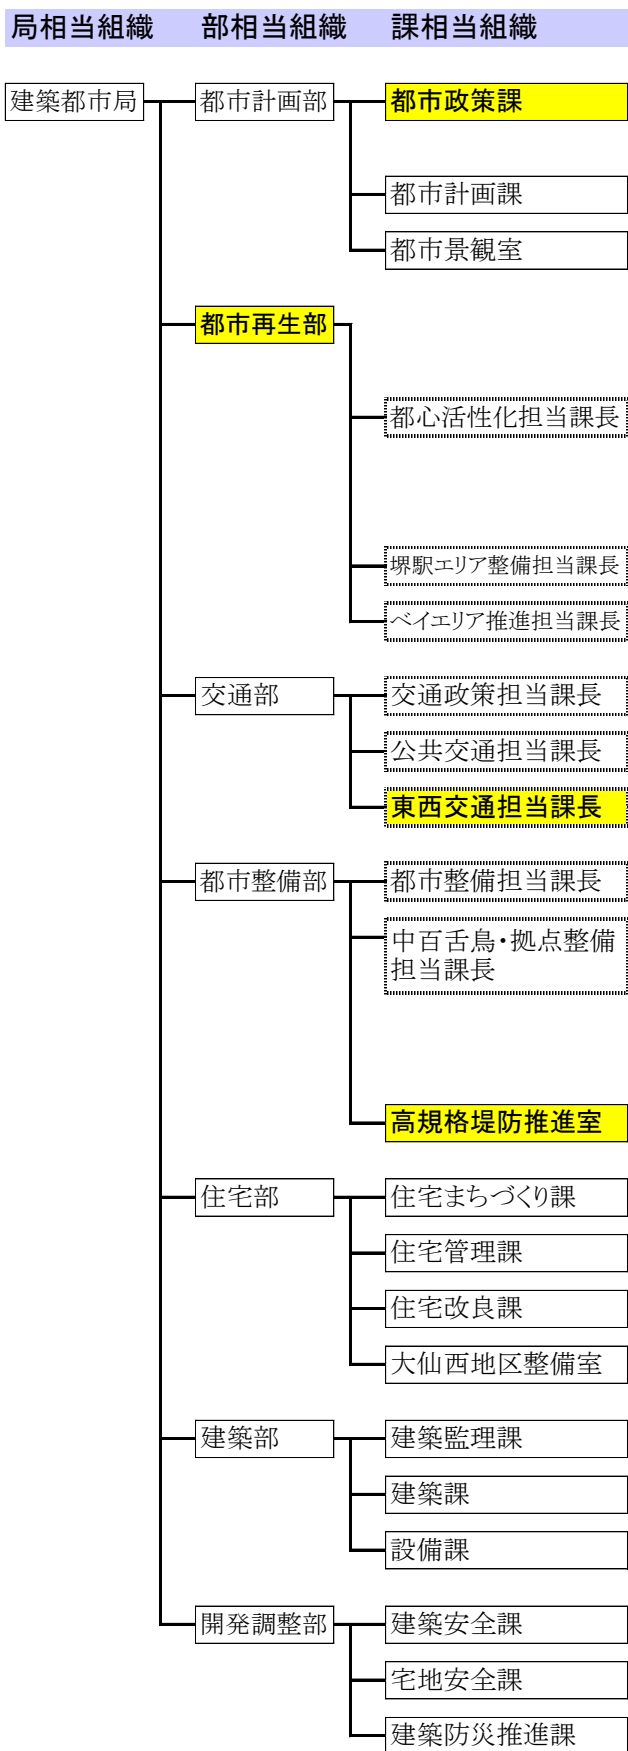 局相当組織 部相当組織 課相当組織
建築都市局 都市計画部 都市政策課
都市計画課
都市景観室
都市再生部
都心活性化担当課長
堺駅エリア整備担当課長
ベイエリア推進担当課長
交通部 交通政策担当課長
公共交通担当課長
東西交通担当課長
都市整備部 都市整備担当課長
中百舌鳥・拠点整備
担当課長
高規格堤防推進室
住宅部 住宅まちづくり課
住宅管理課
住宅改良課
大仙西地区整備室
建築部 建築監理課
建築課
設備課
開発調整部 建築安全課
宅地安全課
建築防災推進課